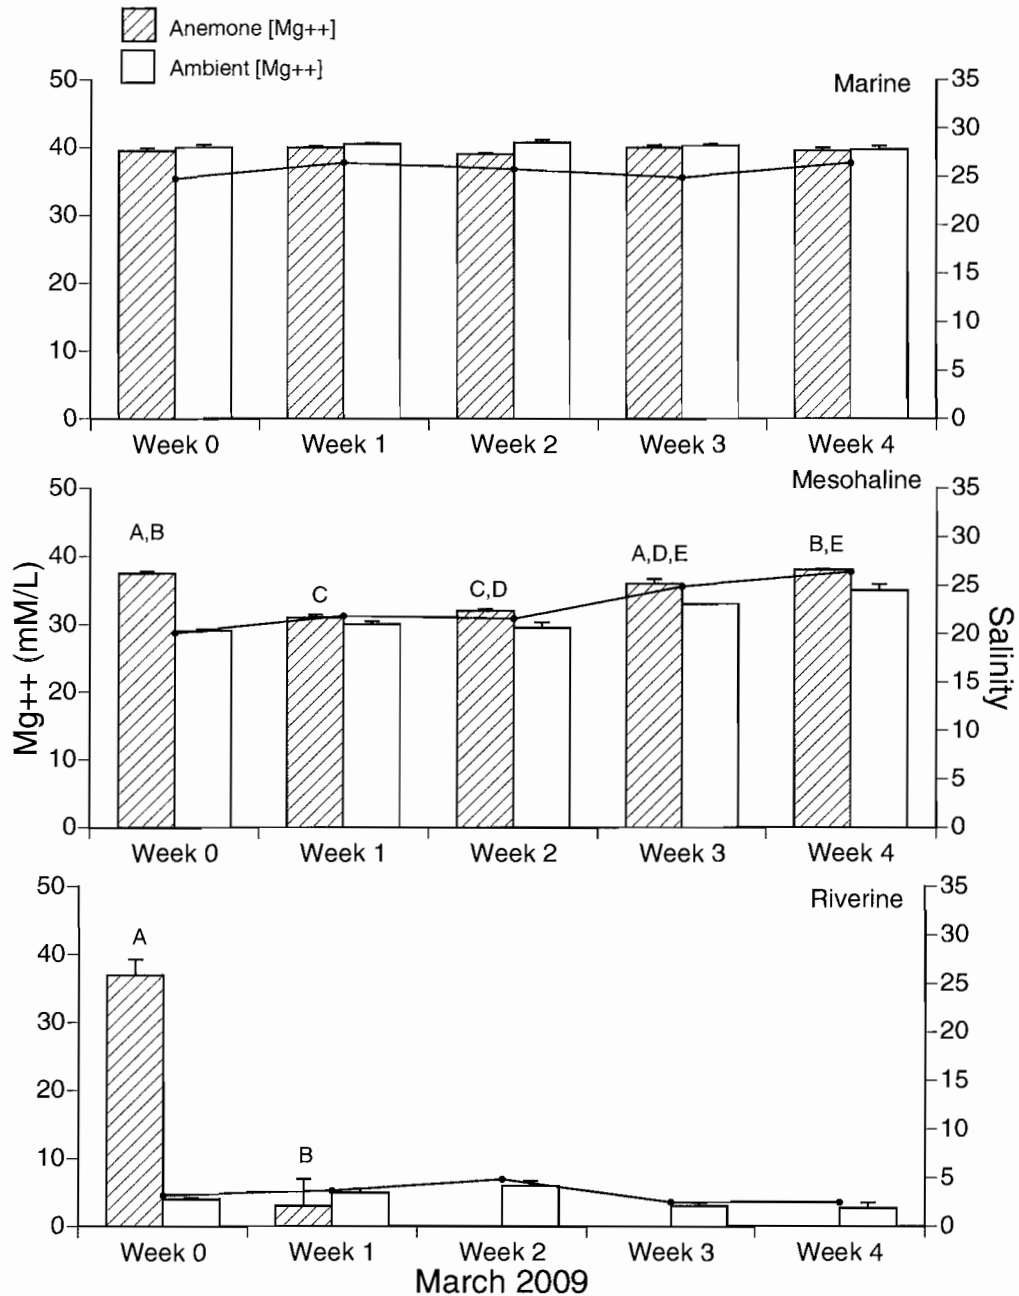 Anemone [Mg++]
Ambient [Mg++]
Marine
50
40
30
20
10
0
35
30
25
20
15
10
5
0
Week 0 Week 1 Week 2 Week 3 Week 4
Mesohaline
50
40
30
20
10
0
A,B
C
C,D
A,D,E
B,E
35
30
25
20
15
10
5
0
Mg++ (mM/L)
Salinity
Week 0 Week 1 Week 2 Week 3 Week 4
Riverine
50
40
30
20
10
0
A
B
35
30
25
20
15
10
5
0
Week 0 Week 1 Week 2 Week 3 Week 4
March 2009